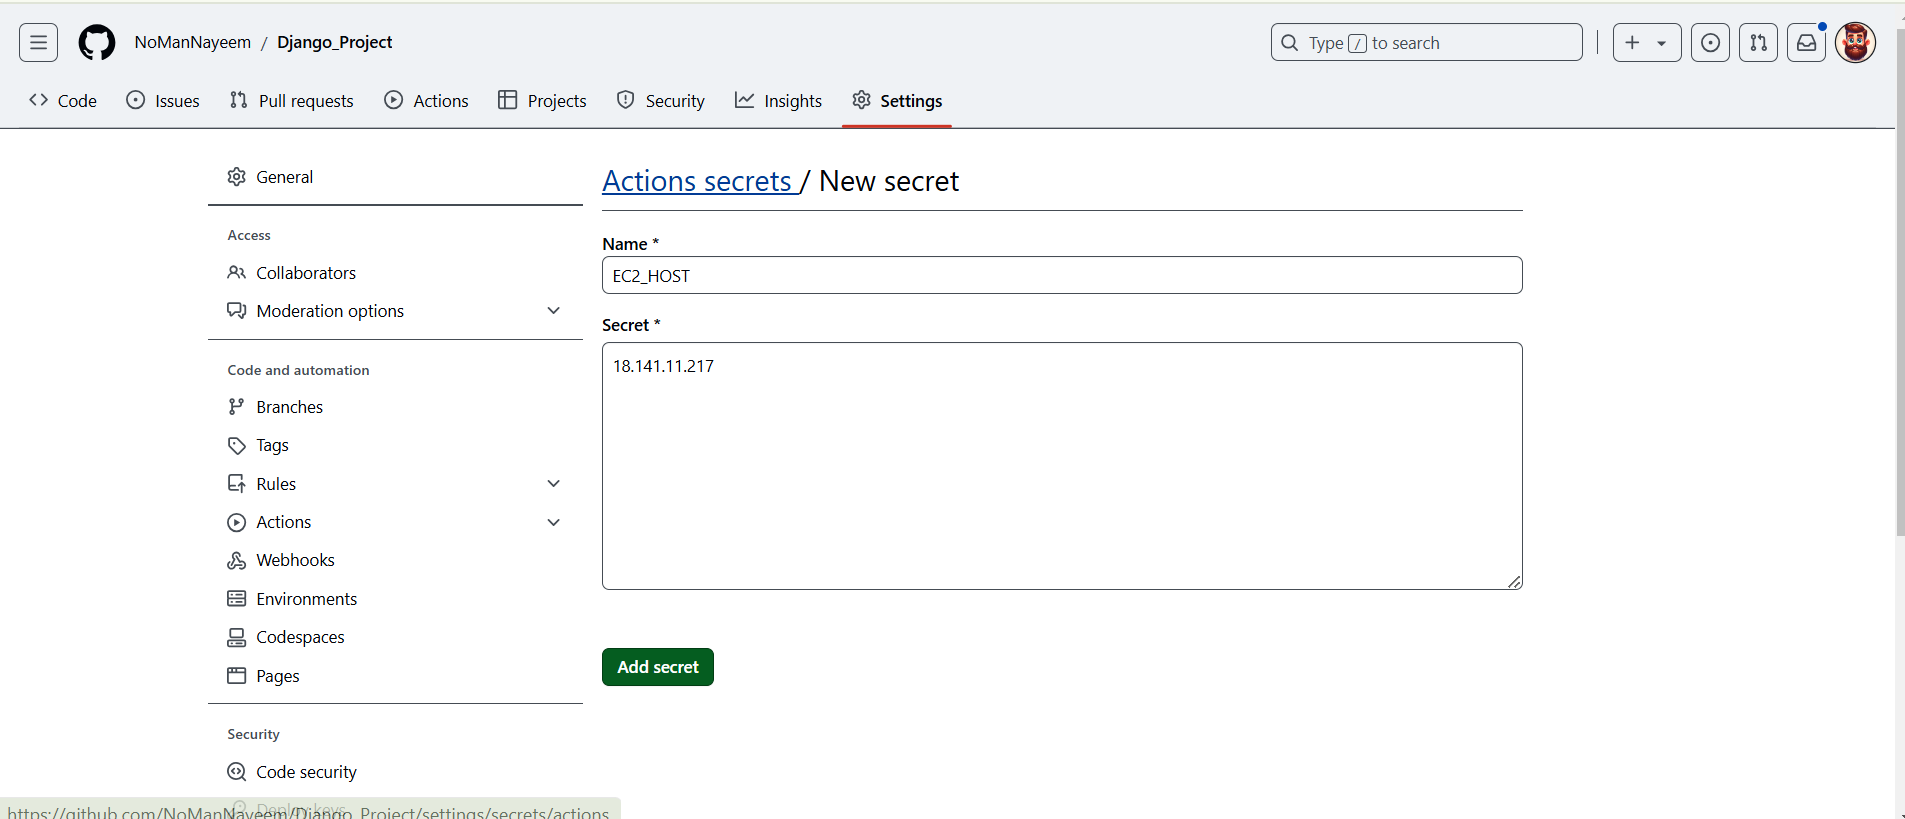 NoManNayeem / Django_Project
Type / to search
Code Issues Pull requests Actions Projects Security Insights Settings
General
Access
Collaborators
Moderation options
Code and automation
Branches
Tags
Rules
Actions
Webhooks
Environments
Codespaces
Pages
Security
Code security
Deploy keys
Actions secrets / New secret
Name *
EC2_HOST
Secret *
18.141.11.217
Add secret
https://github.com/NoManNayeem/Django_Project/settings/secrets/actions